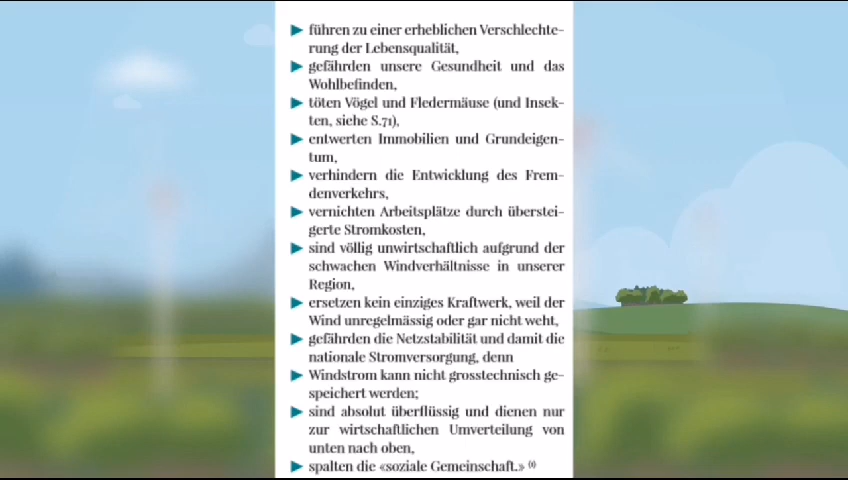 ► führen zu einer erheblichen Verschlechte-
rung der Lebensqualität,
► gefährden unsere Gesundheit und das
Wohlbefinden,
► töten Vögel und Fledermäuse (und Insek-
ten, siehe S.71),
► entwerten Immobilien und Grundeigen-
tum,
► verhindern die Entwicklung des Frem-
denverkehrs,
► vernichten Arbeitsplätze durch überstei-
gerte Stromkosten,
► sind völlig unwirtschaftlich aufgrund der
schwachen Windverhältnisse in unserer
Region,
► ersetzen kein einziges Kraftwerk, weil der
Wind unregelmässig oder gar nicht weht,
► gefährden die Netzstabilität und damit die
nationale Stromversorgung, denn
► Windstrom kann nicht grosstechnisch ge-
speichert werden;
► sind absolut überflüssig und dienen nur
zur wirtschaftlichen Umverteilung von
unten nach oben,
► spalten die «soziale Gemeinschaft.»